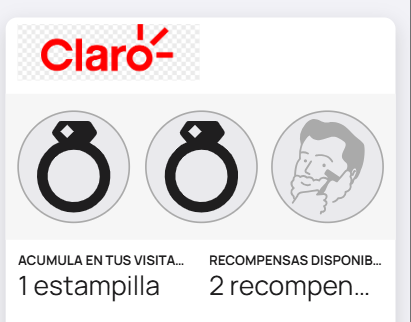 Claro
ACUMULA EN TUS VISITA...
RECOMPENSAS DISPONIB...
1 estampilla
2 recompen...